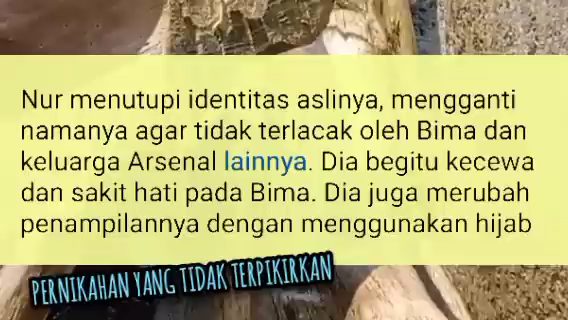 Nur menutupi identitas aslinya, mengganti
namanya agar tidak terlacak oleh Bima dan
keluarga Arsenal lainnya. Dia begitu kecewa
dan sakit hati pada Bima. Dia juga merubah
penampilannya dengan menggunakan hijab
PERNIKAHAN YANG TIDAK TERPIKIRKAN